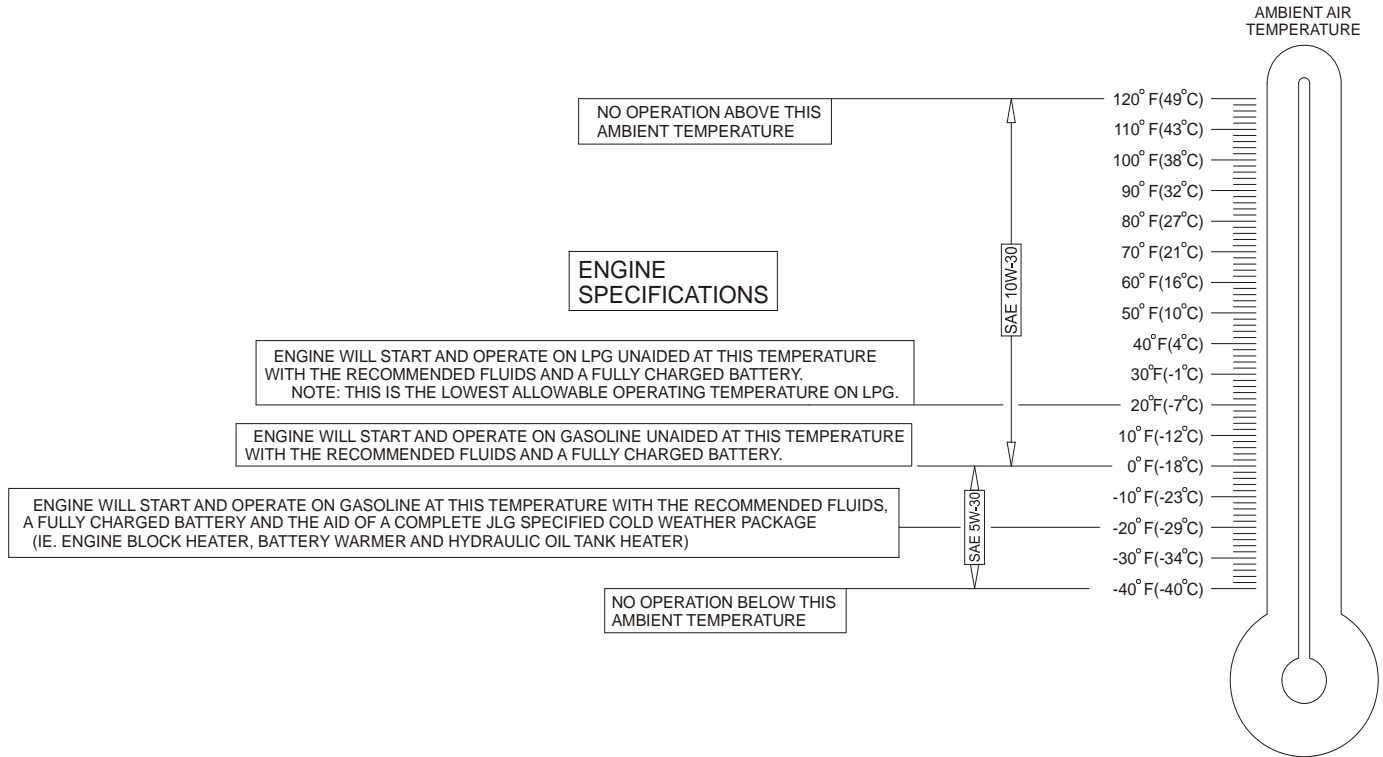 AMBIENT AIR
TEMPERATURE
NO OPERATION ABOVE THIS
AMBIENT TEMPERATURE
120° F(49°C)
110° F(43°C)
100° F(38°C)
90° F(32°C)
80° F(27°C)
70° F(21°C)
60° F(16°C)
50° F(10°C)
40°F(4°C)
30°F(-1°C)
20°F(-7°C)
10° F(-12°C)
0° F(-18°C)
-10° F(-23°C)
-20° F(-29°C)
-30° F(-34°C)
-40° F(-40°C)
SAE 10W-30
ENGINE
SPECIFICATIONS
ENGINE WILL START AND OPERATE ON LPG UNAIDED AT THIS TEMPERATURE
WITH THE RECOMMENDED FLUIDS AND A FULLY CHARGED BATTERY.
NOTE: THIS IS THE LOWEST ALLOWABLE OPERATING TEMPERATURE ON LPG.
ENGINE WILL START AND OPERATE ON GASOLINE UNAIDED AT THIS TEMPERATURE
WITH THE RECOMMENDED FLUIDS AND A FULLY CHARGED BATTERY.
SAE 5W-30
ENGINE WILL START AND OPERATE ON GASOLINE AT THIS TEMPERATURE WITH THE RECOMMENDED FLUIDS,
A FULLY CHARGED BATTERY AND THE AID OF A COMPLETE JLG SPECIFIED COLD WEATHER PACKAGE
(IE. ENGINE BLOCK HEATER, BATTERY WARMER AND HYDRAULIC OIL TANK HEATER)
NO OPERATION BELOW THIS
AMBIENT TEMPERATURE